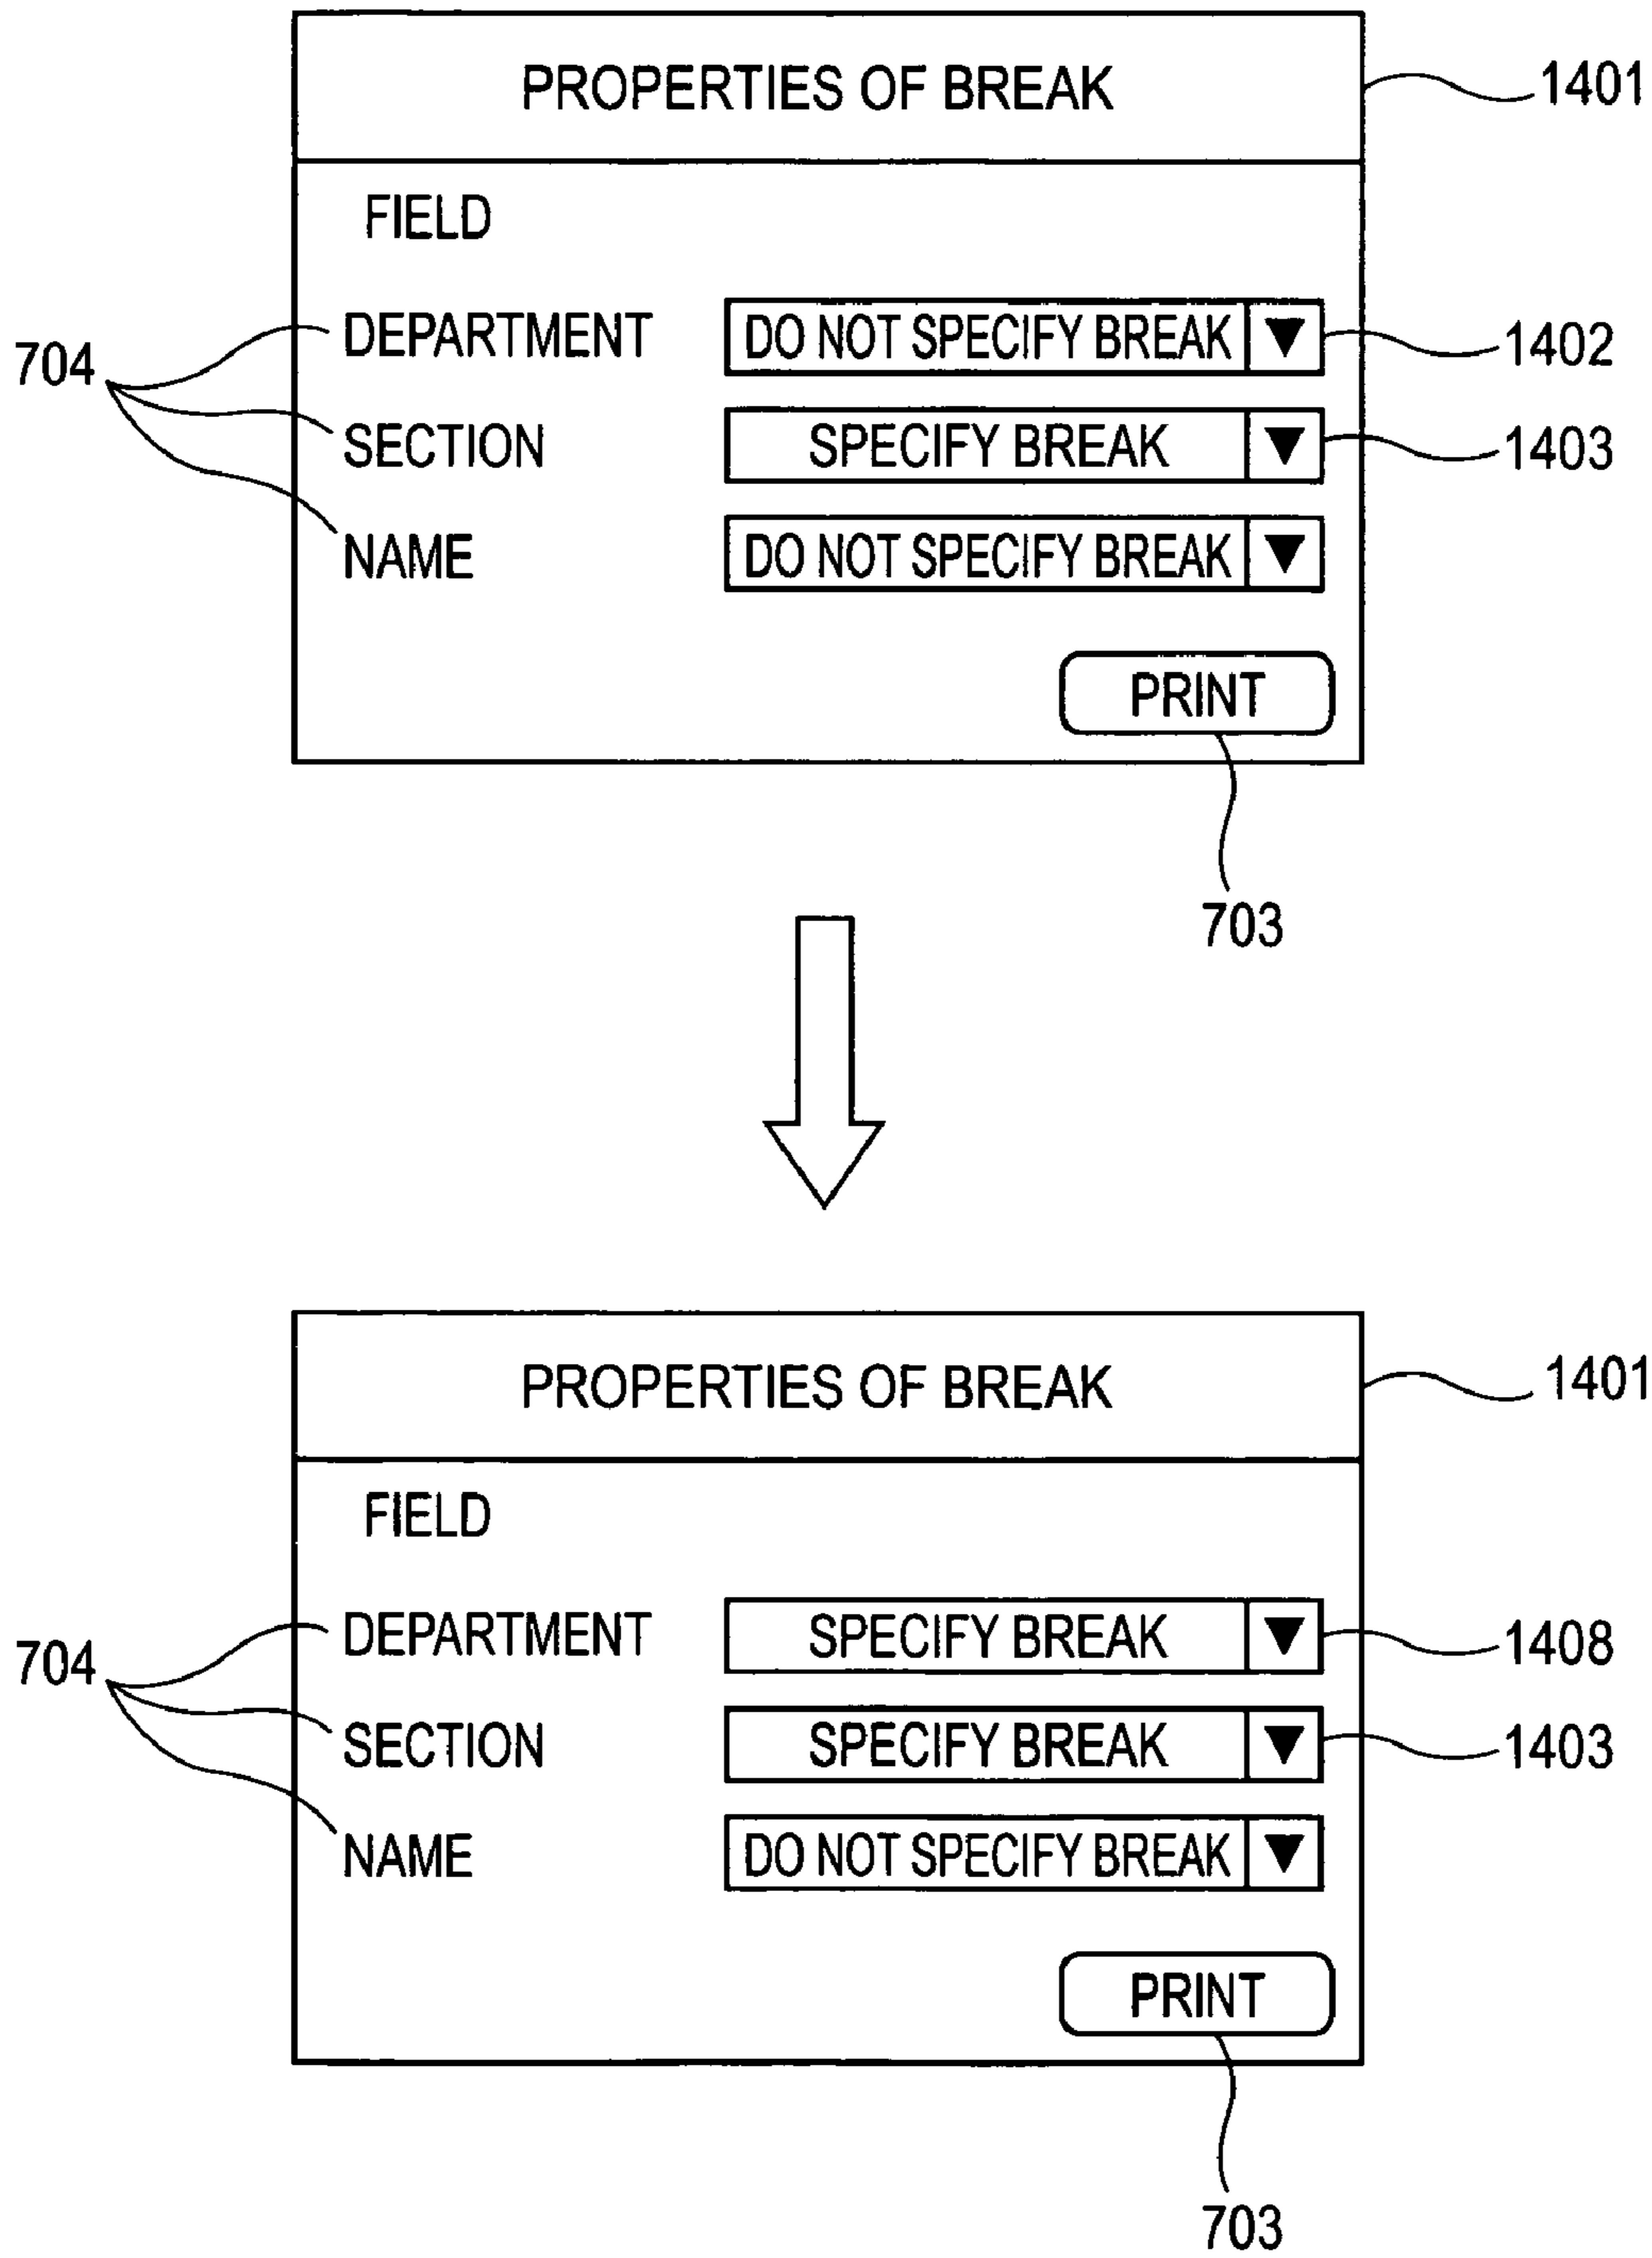 PROPERTIES OF BREAK
1401
FIELD
704
DEPARTMENT
DO NOT SPECIFY BREAK
1402
SECTION
SPECIFY BREAK
1403
NAME
DO NOT SPECIFY BREAK
PRINT
703
PROPERTIES OF BREAK
1401
FIELD
704
DEPARTMENT
SPECIFY BREAK
1408
SECTION
SPECIFY BREAK
1403
NAME
DO NOT SPECIFY BREAK
PRINT
703